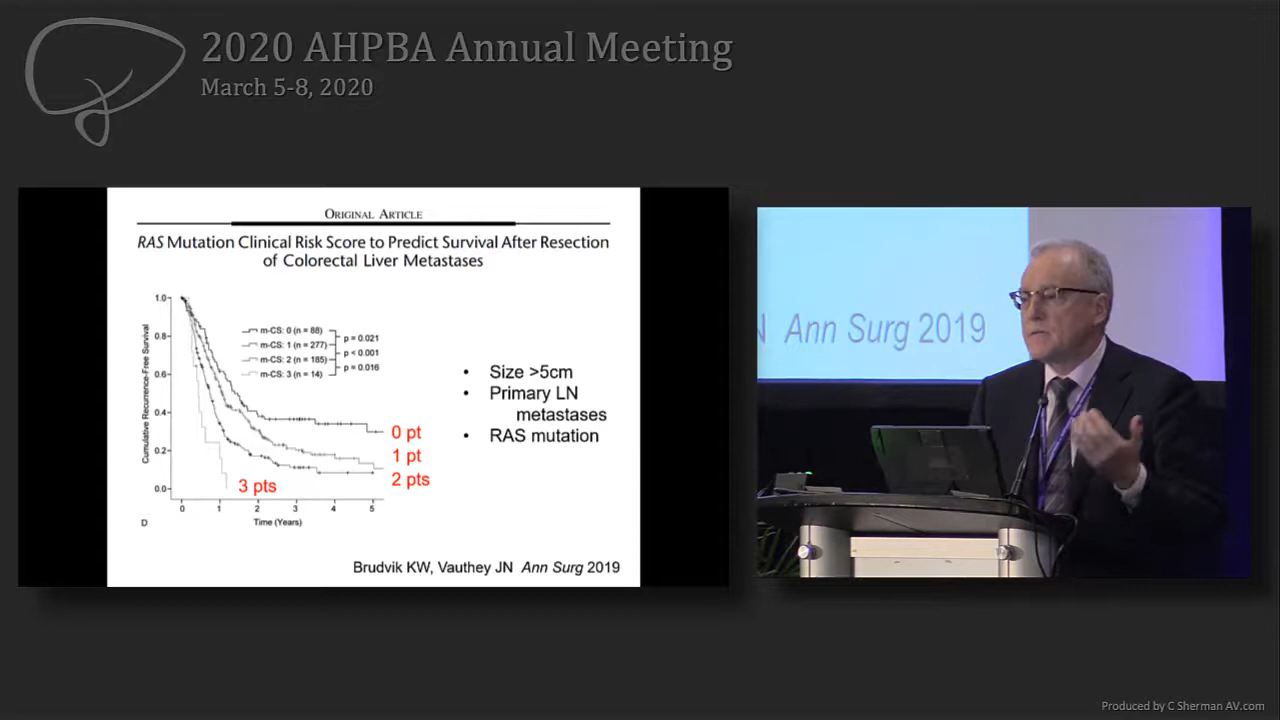 2020 AHPBA Annual Meeting
March 5-8, 2020
ORIGINAL ARTICLE
RAS Mutation Clinical Risk Score to Predict Survival After Resection
of Colorectal Liver Metastases
Cumulative Recurrence-Free Survival
1.0
0.8
0.6
0.4
0.2
0.0
m-CS: 0 (n = 88)
m-CS: 1 (n = 277)
m-CS: 2 (n = 185)
m-CS: 3 (n = 14)
p = 0.021
p < 0.001
p = 0.016
0 pt
1 pt
2 pts
3 pts
0 1 2 3 4 5
Time (Years)
D
• Size >5cm
• Primary LN
metastases
• RAS mutation
Brudvik KW, Vauthey JN Ann Surg 2019
N Ann Surg 2019
Produced by C Sherman AV.com